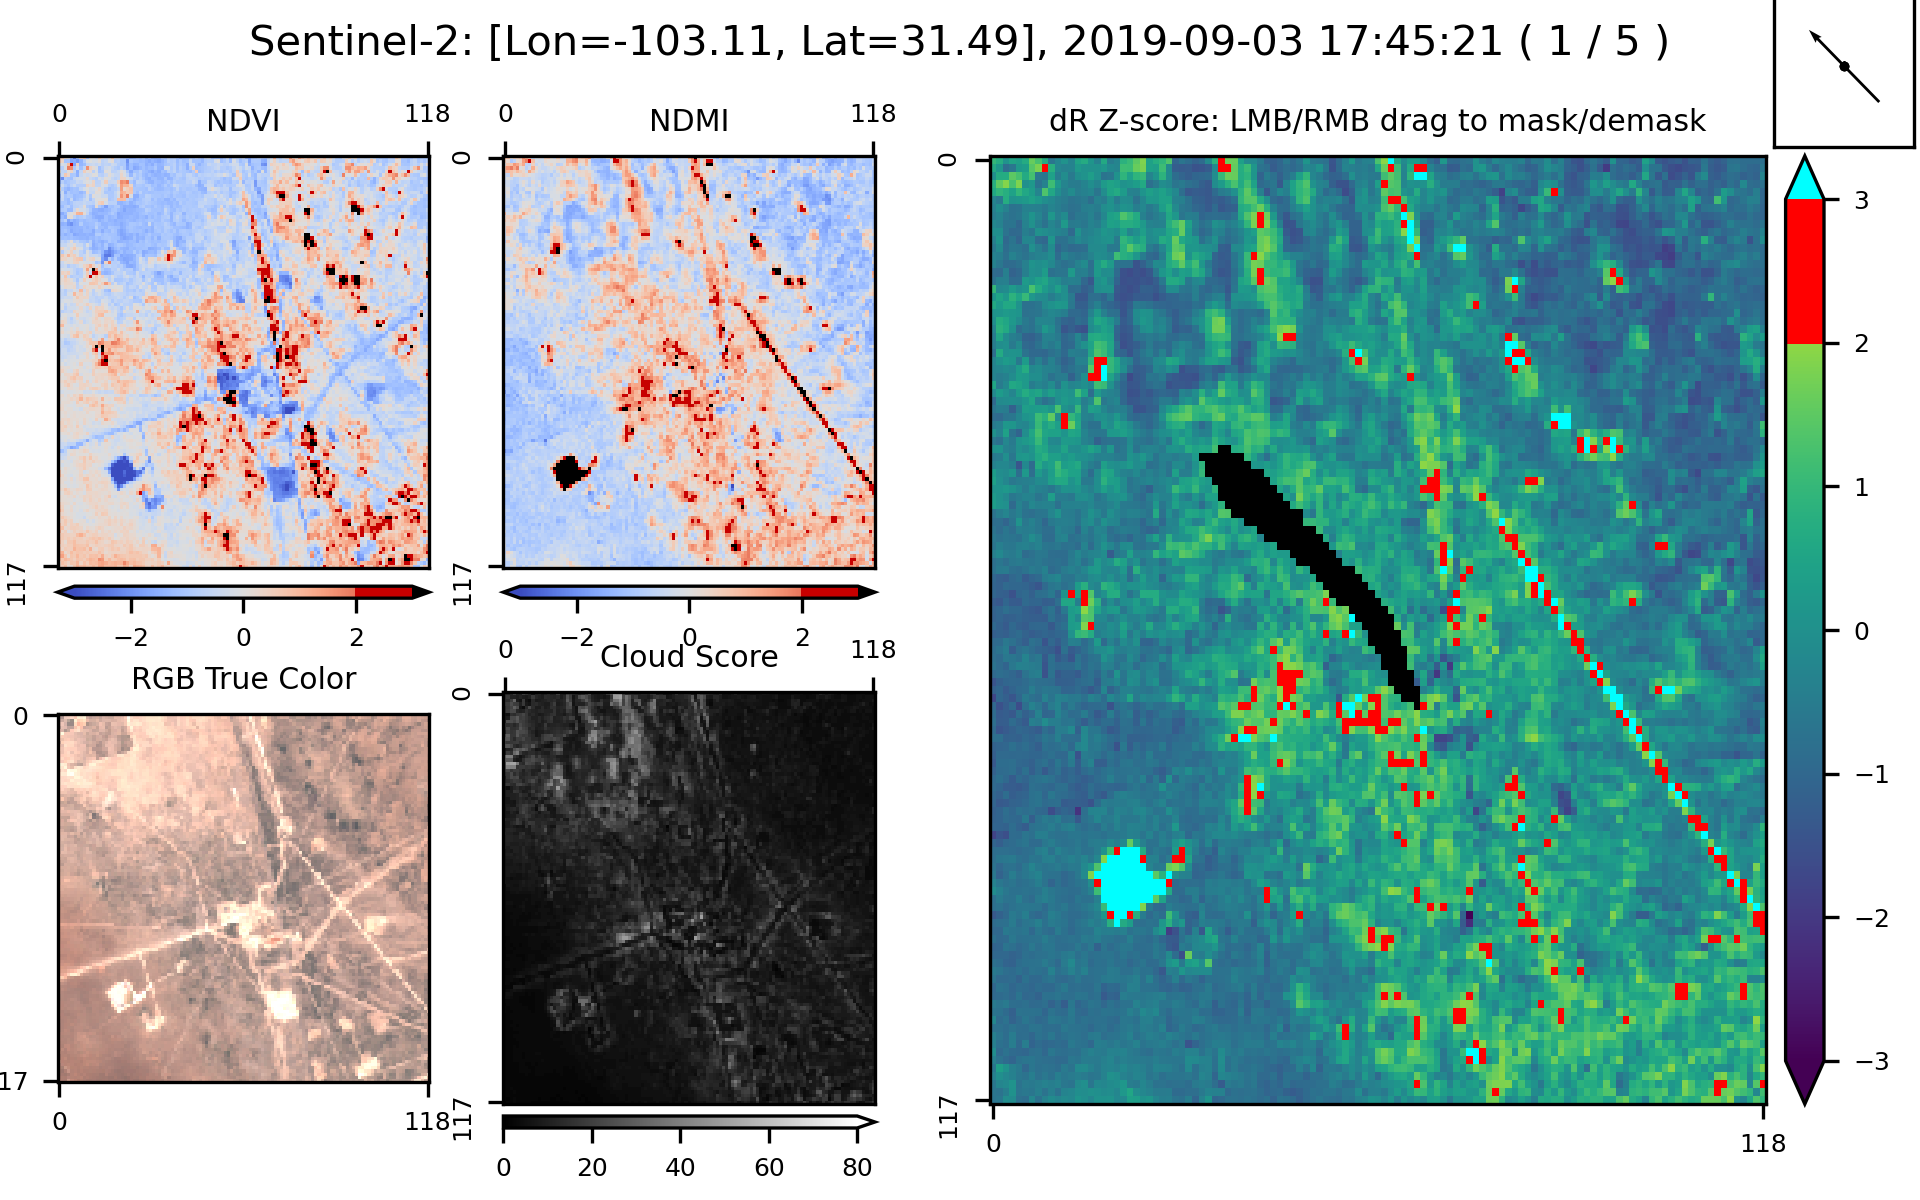 Sentinel-2: [Lon=-103.11, Lat=31.49], 2019-09-03 17:45:21 ( 1 / 5 )
0 NDVI 118
0 NDMI 118
dR Z-score: LMB/RMB drag to mask/demask
0
0
0
117
117
−2 0 2
−2 0 2
0 Cloud Score 118
RGB True Color
0
0
17
0 118
117
0 20 40 60 80
117
0 118
3
2
1
0
−1
−2
−3